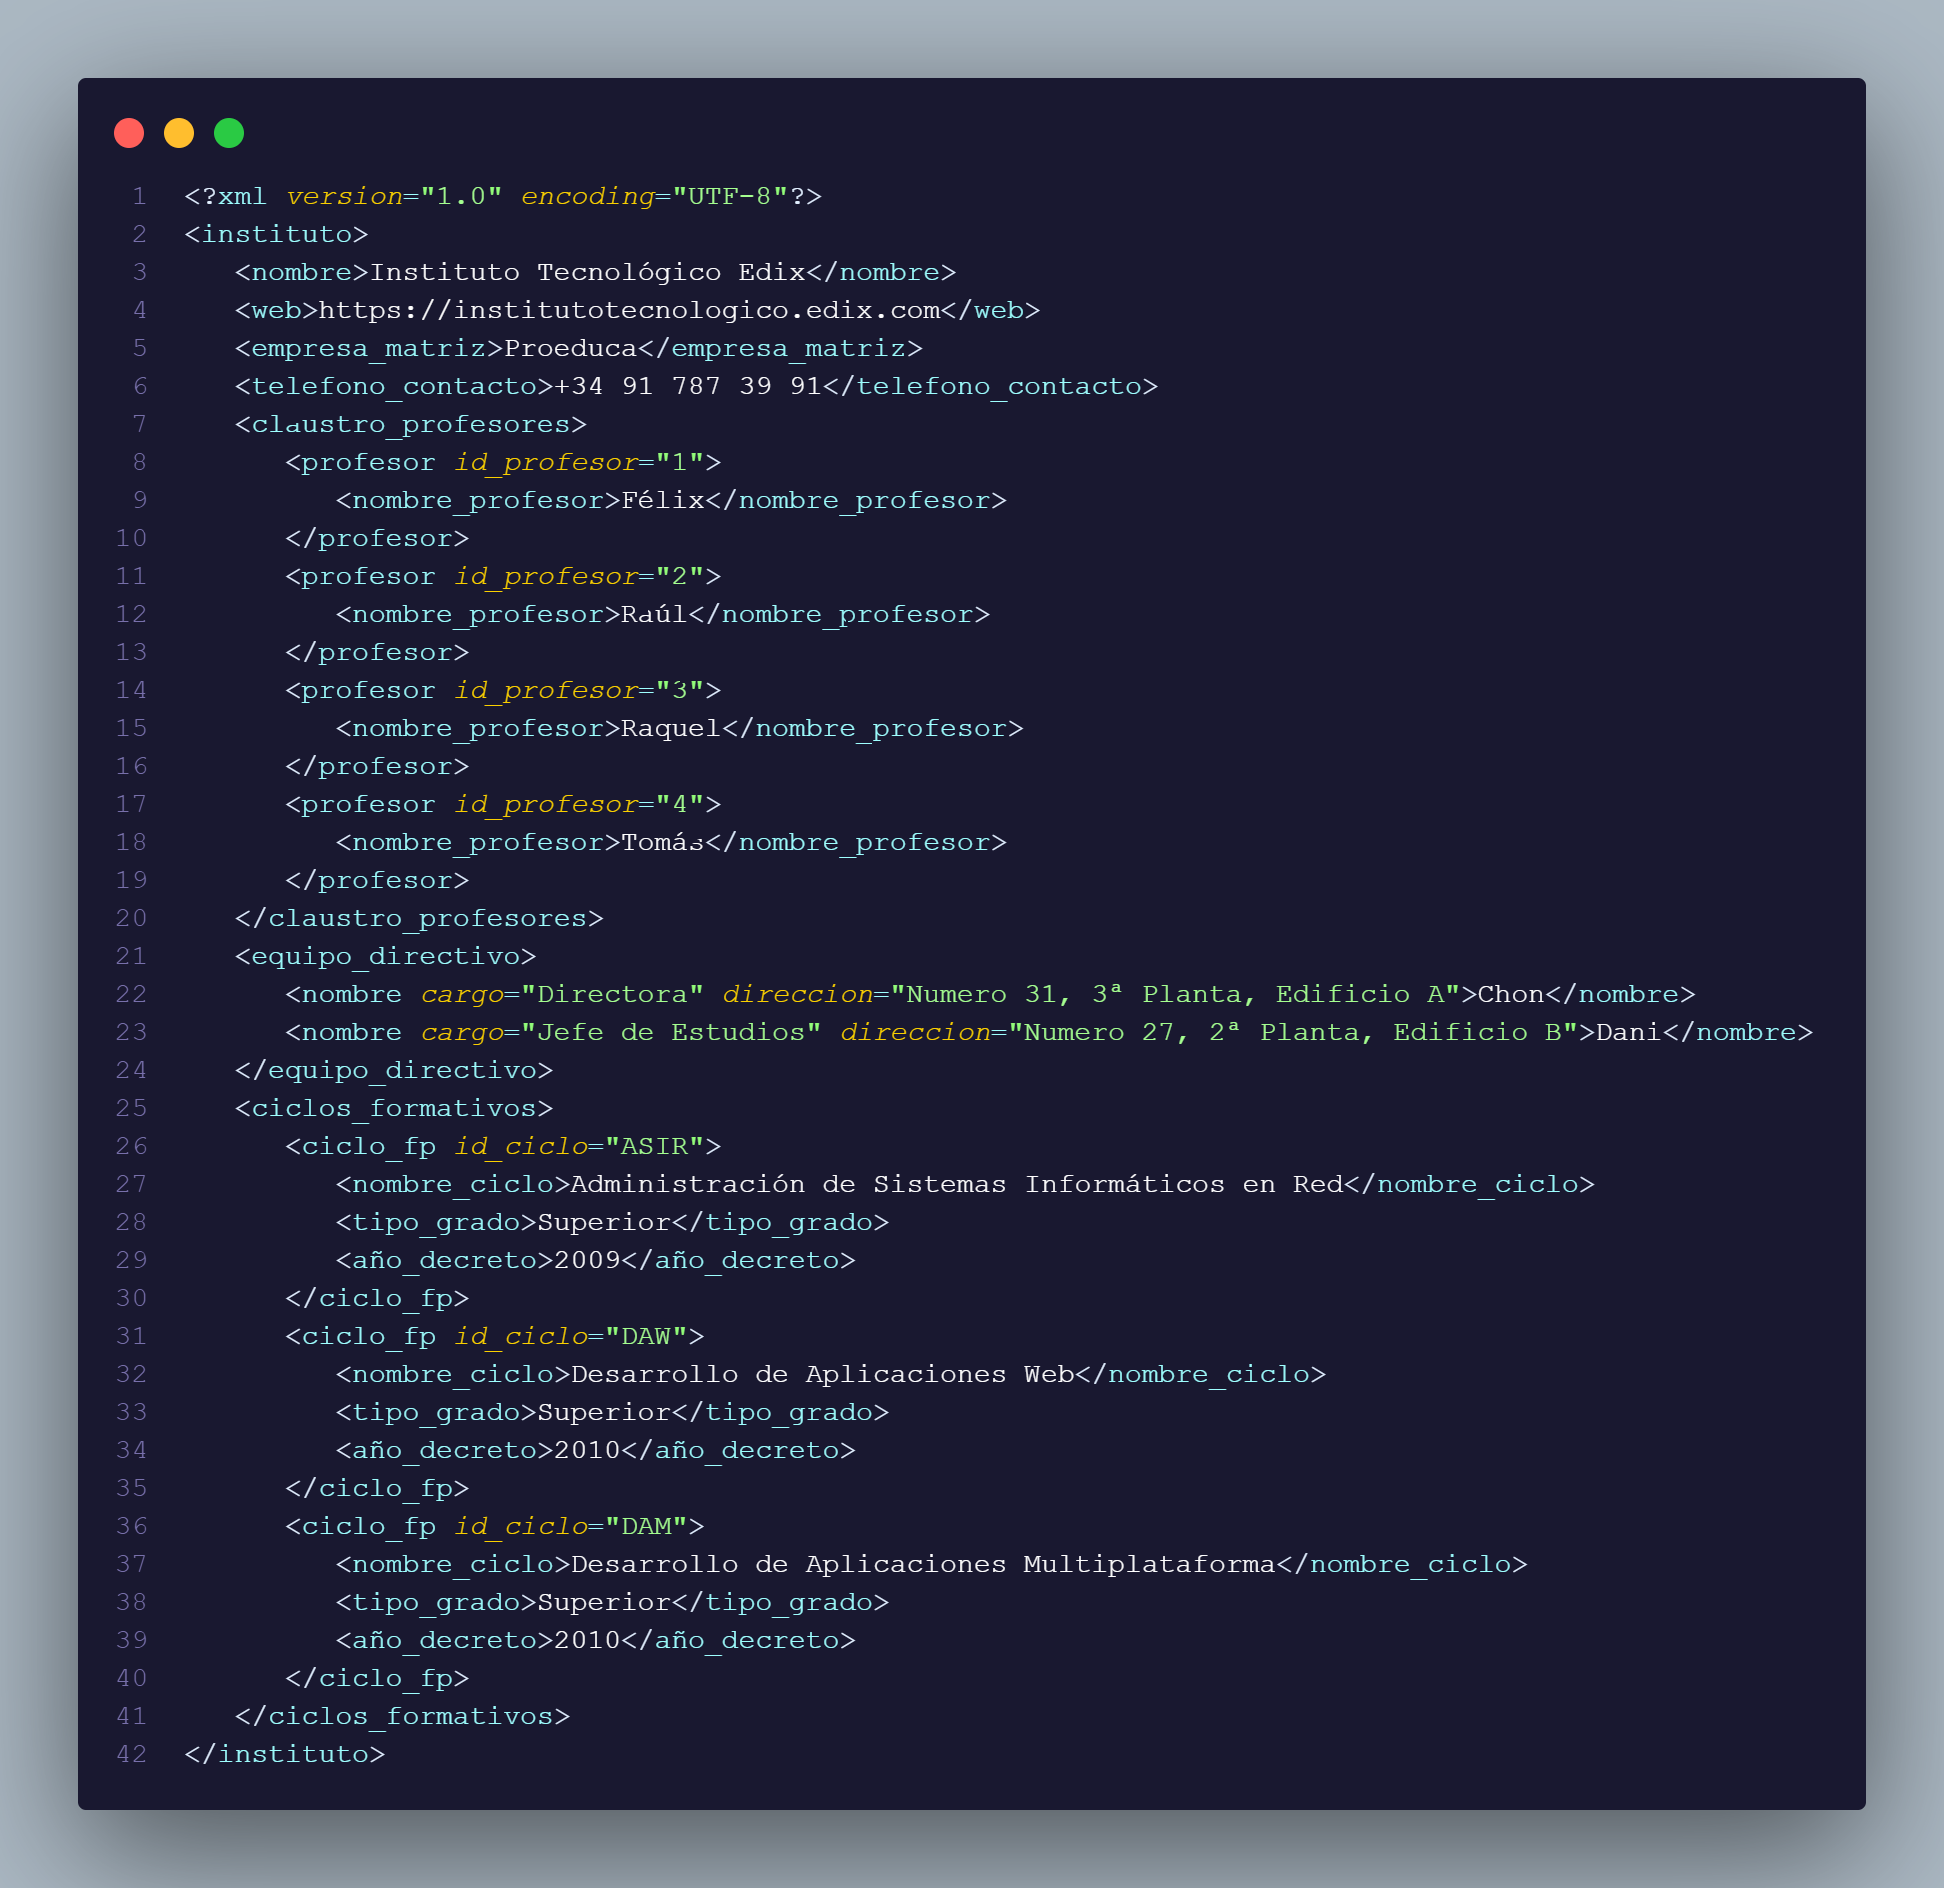 1 <?xml version="1.0" encoding="UTF-8"?>
2 <instituto>
3    <nombre>Instituto Tecnológico Edix</nombre>
4    <web>https://institutotecnologico.edix.com</web>
5    <empresa_matriz>Proeduca</empresa_matriz>
6    <telefono_contacto>+34 91 787 39 91</telefono_contacto>
7    <claustro_profesores>
8       <profesor id_profesor="1">
9          <nombre_profesor>Félix</nombre_profesor>
10       </profesor>
11       <profesor id_profesor="2">
12          <nombre_profesor>Raúl</nombre_profesor>
13       </profesor>
14       <profesor id_profesor="3">
15          <nombre_profesor>Raquel</nombre_profesor>
16       </profesor>
17       <profesor id_profesor="4">
18          <nombre_profesor>Tomás</nombre_profesor>
19       </profesor>
20    </claustro_profesores>
21    <equipo_directivo>
22       <nombre cargo="Directora" direccion="Numero 31, 3ª Planta, Edificio A">Chon</nombre>
23       <nombre cargo="Jefe de Estudios" direccion="Numero 27, 2ª Planta, Edificio B">Dani</nombre>
24    </equipo_directivo>
25    <ciclos_formativos>
26       <ciclo_fp id_ciclo="ASIR">
27          <nombre_ciclo>Administración de Sistemas Informáticos en Red</nombre_ciclo>
28          <tipo_grado>Superior</tipo_grado>
29          <año_decreto>2009</año_decreto>
30       </ciclo_fp>
31       <ciclo_fp id_ciclo="DAW">
32          <nombre_ciclo>Desarrollo de Aplicaciones Web</nombre_ciclo>
33          <tipo_grado>Superior</tipo_grado>
34          <año_decreto>2010</año_decreto>
35       </ciclo_fp>
36       <ciclo_fp id_ciclo="DAM">
37          <nombre_ciclo>Desarrollo de Aplicaciones Multiplataforma</nombre_ciclo>
38          <tipo_grado>Superior</tipo_grado>
39          <año_decreto>2010</año_decreto>
40       </ciclo_fp>
41    </ciclos_formativos>
42 </instituto>